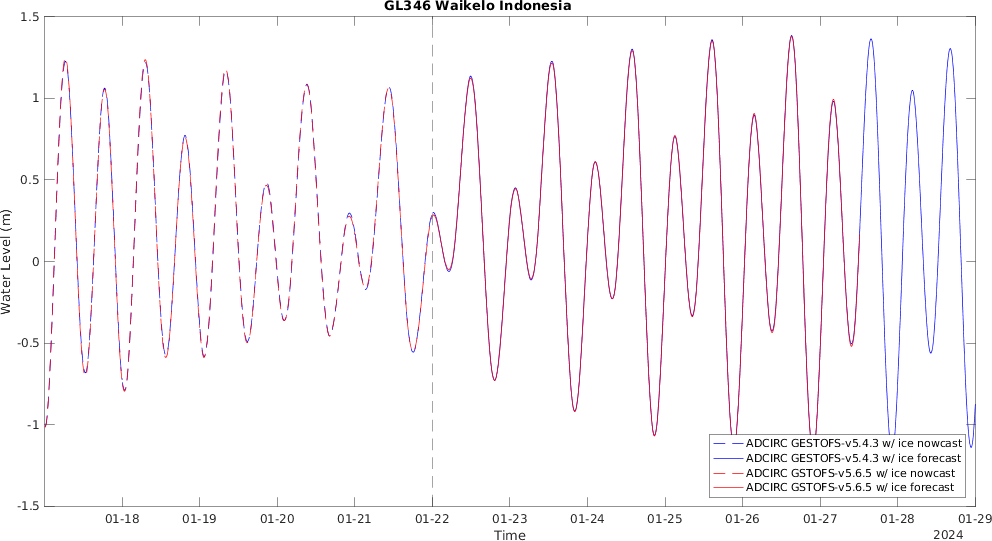 GL346 Waikelo Indonesia
1.5
1
0.5
0
-0.5
-1
-1.5
Water Level (m)
ADCIRC GESTOFS-v5.4.3 w/ ice nowcast
ADCIRC GESTOFS-v5.4.3 w/ ice forecast
ADCIRC GSTOFS-v5.6.5 w/ ice nowcast
ADCIRC GSTOFS-v5.6.5 w/ ice forecast
01-18 01-19 01-20 01-21 01-22 01-23 01-24 01-25 01-26 01-27 01-28 01-29
Time
2024